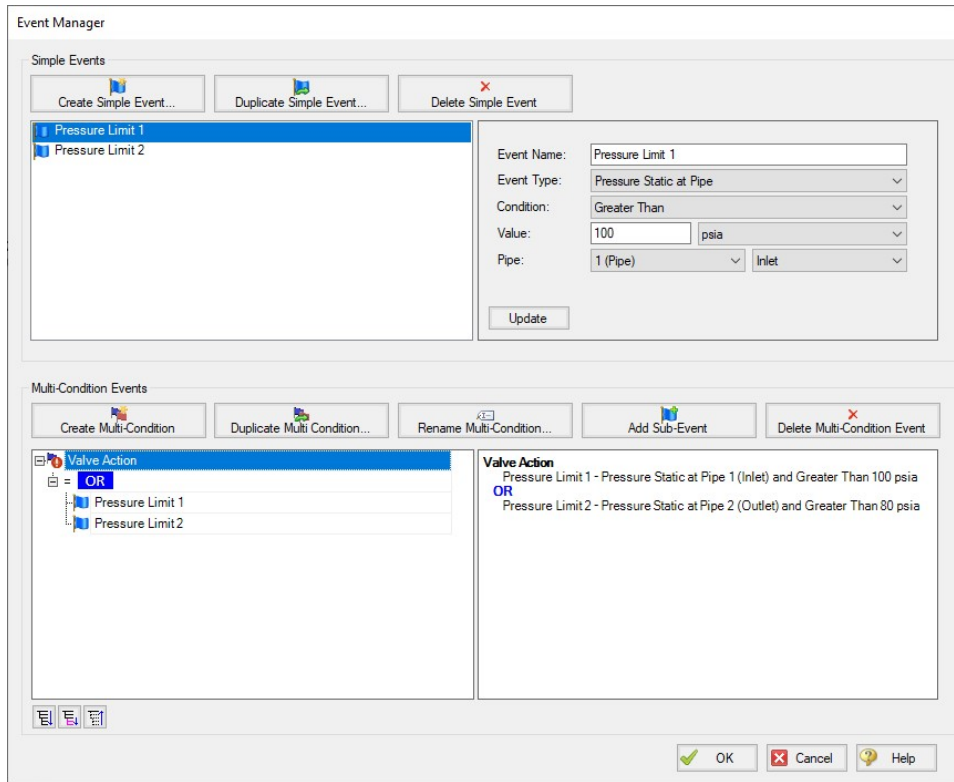 Event Manager
Simple Events
Create Simple Event...
Duplicate Simple Event...
Delete Simple Event
Pressure Limit 1
Pressure Limit 2
Event Name: Pressure Limit 1
Event Type: Pressure Static at Pipe
Condition: Greater Than
Value: 100 psia
Pipe: 1 (Pipe) Inlet
Update
Multi-Condition Events
Create Multi-Condition
Duplicate Multi Condition...
Rename Multi-Condition...
Add Sub-Event
Delete Multi-Condition Event
Valve Action
= OR
Pressure Limit 1
Pressure Limit 2
Valve Action
Pressure Limit 1 - Pressure Static at Pipe 1 (Inlet) and Greater Than 100 psia
OR
Pressure Limit 2 - Pressure Static at Pipe 2 (Outlet) and Greater Than 80 psia
OK
Cancel
Help